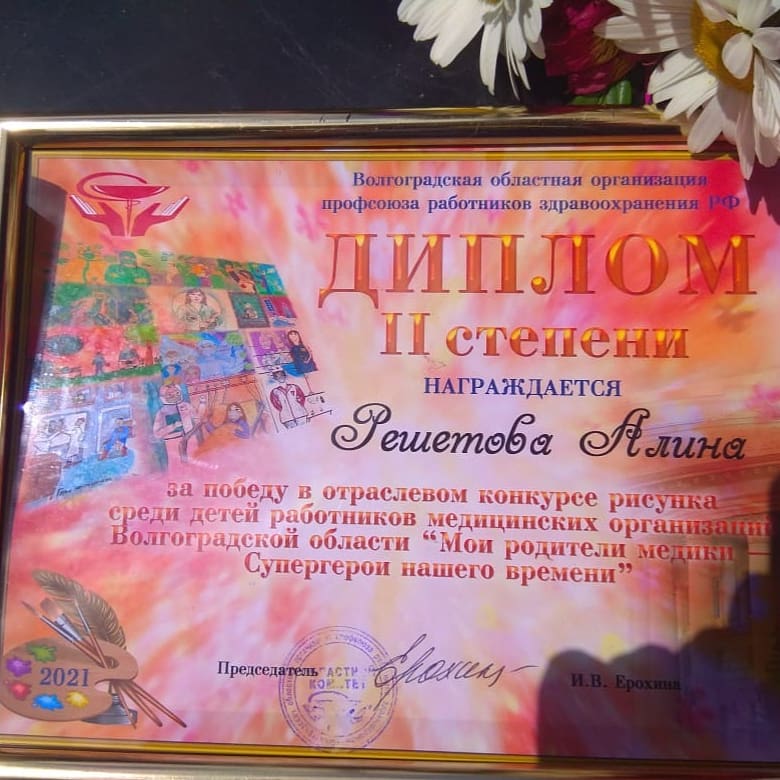 Волгоградская областная организация
профсоюза работников здравоохранения РФ
ДИПЛОМ
II степени
НАГРАЖДАЕТСЯ
Решетова Алина
за победу в отраслевом конкурсе рисунка
среди детей работников медицинских организаций
Волгоградской области “Мои родители медики —
Супергерои нашего времени”
Председатель
И.В. Ерохина
2021